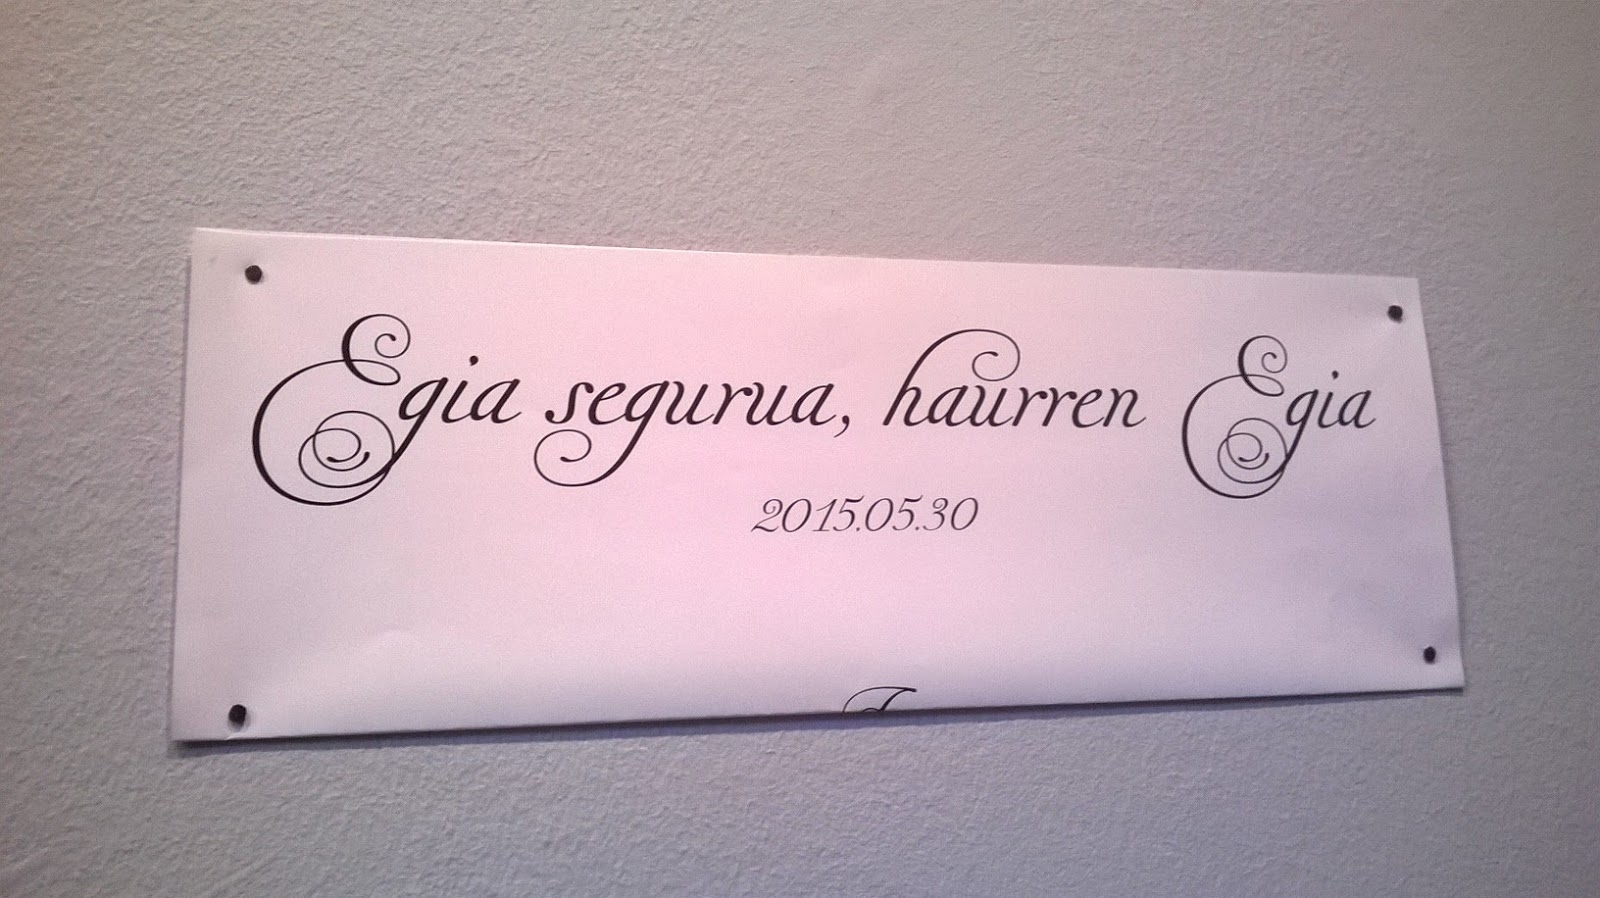 Egia segurua, haurren Egia
2015.05.30